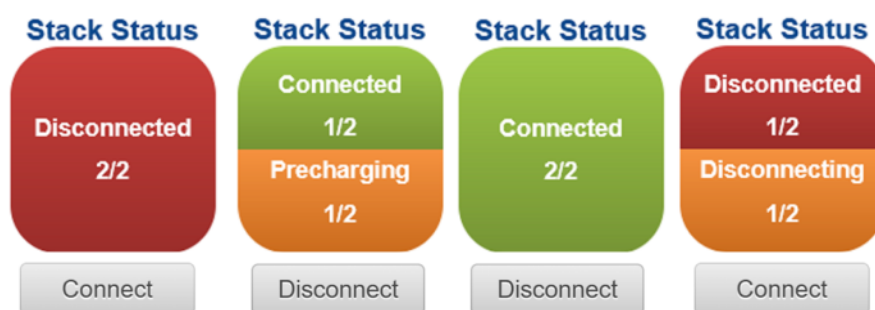 Stack Status
Disconnected
2/2
Connect
Stack Status
Connected
1/2
Precharging
1/2
Disconnect
Stack Status
Connected
2/2
Disconnect
Stack Status
Disconnected
1/2
Disconnecting
1/2
Connect